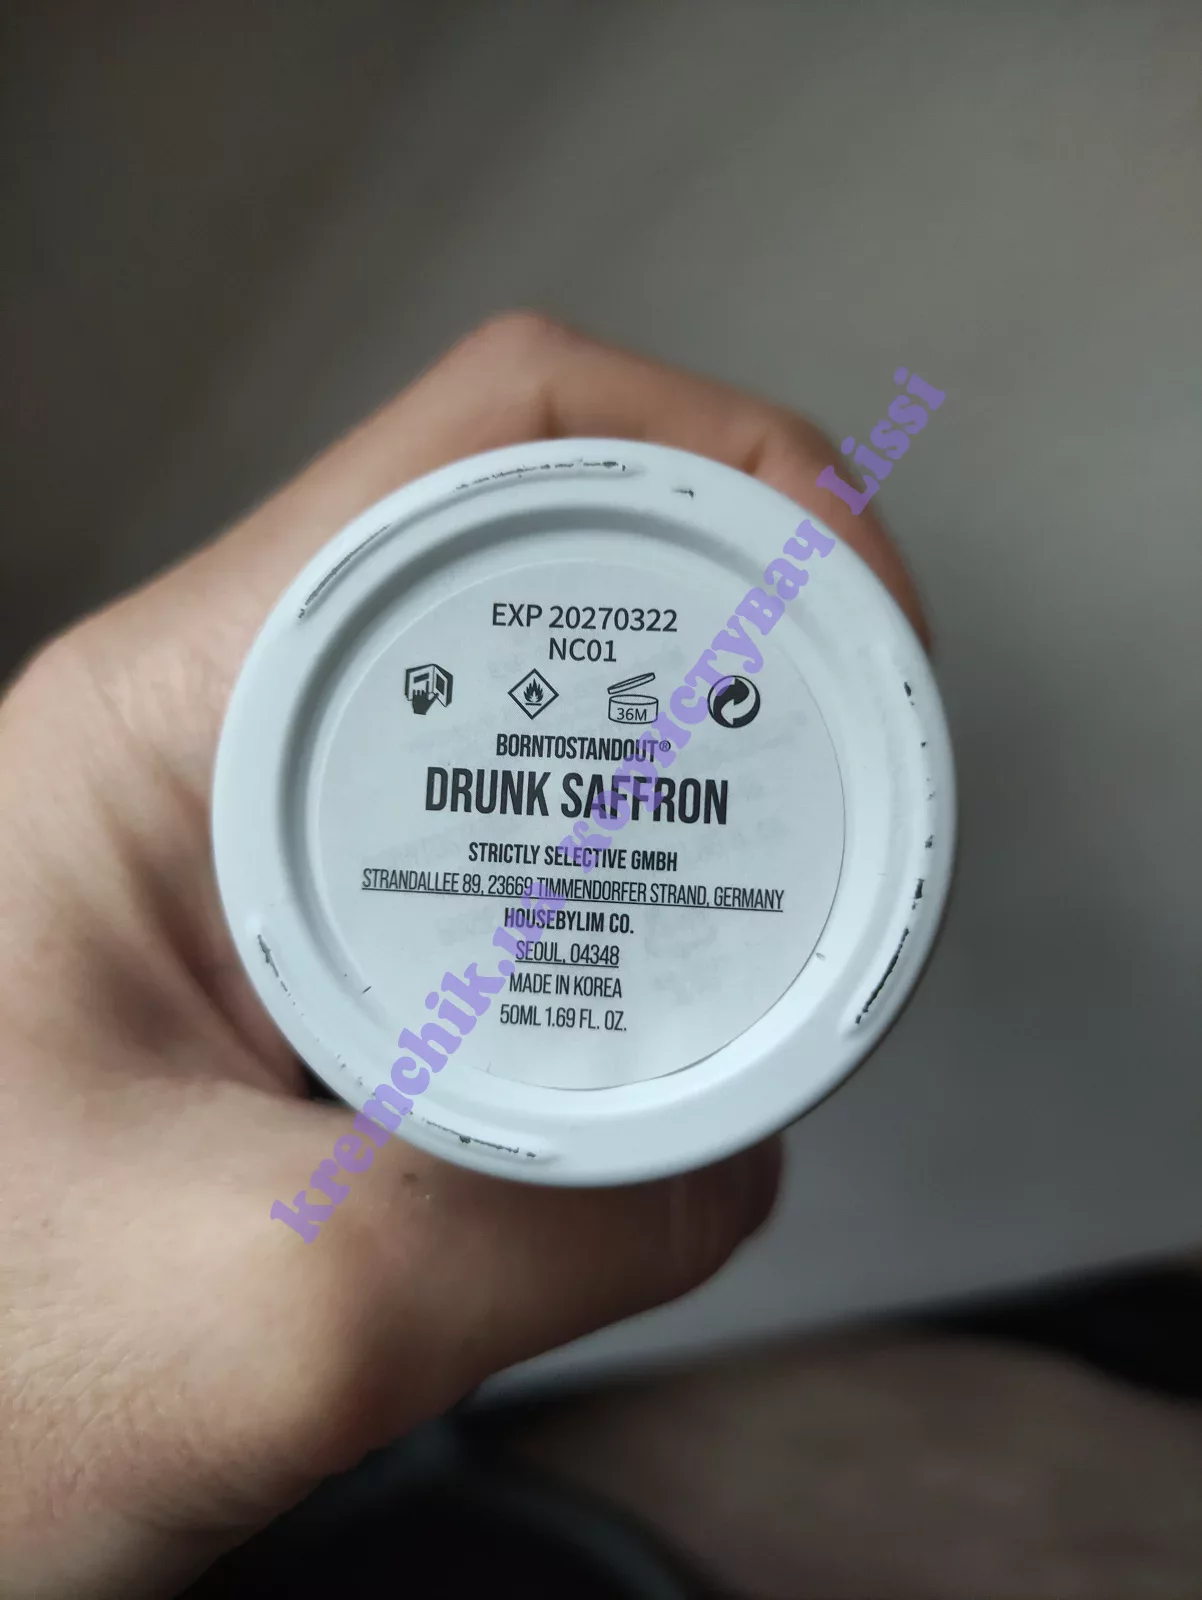 EXP 20270322
NC01
36M
BORNTOSTANDOUT®
DRUNK SAFFRON
STRICTLY SELECTIVE GMBH
STRANDALLEE 89, 23669 TIMMENDORFER STRAND, GERMANY
HOUSEBYLIM CO.
SEOUL, 04348
MADE IN KOREA
50ML 1.69 FL. OZ.
kremchik.ua користувач Lissi